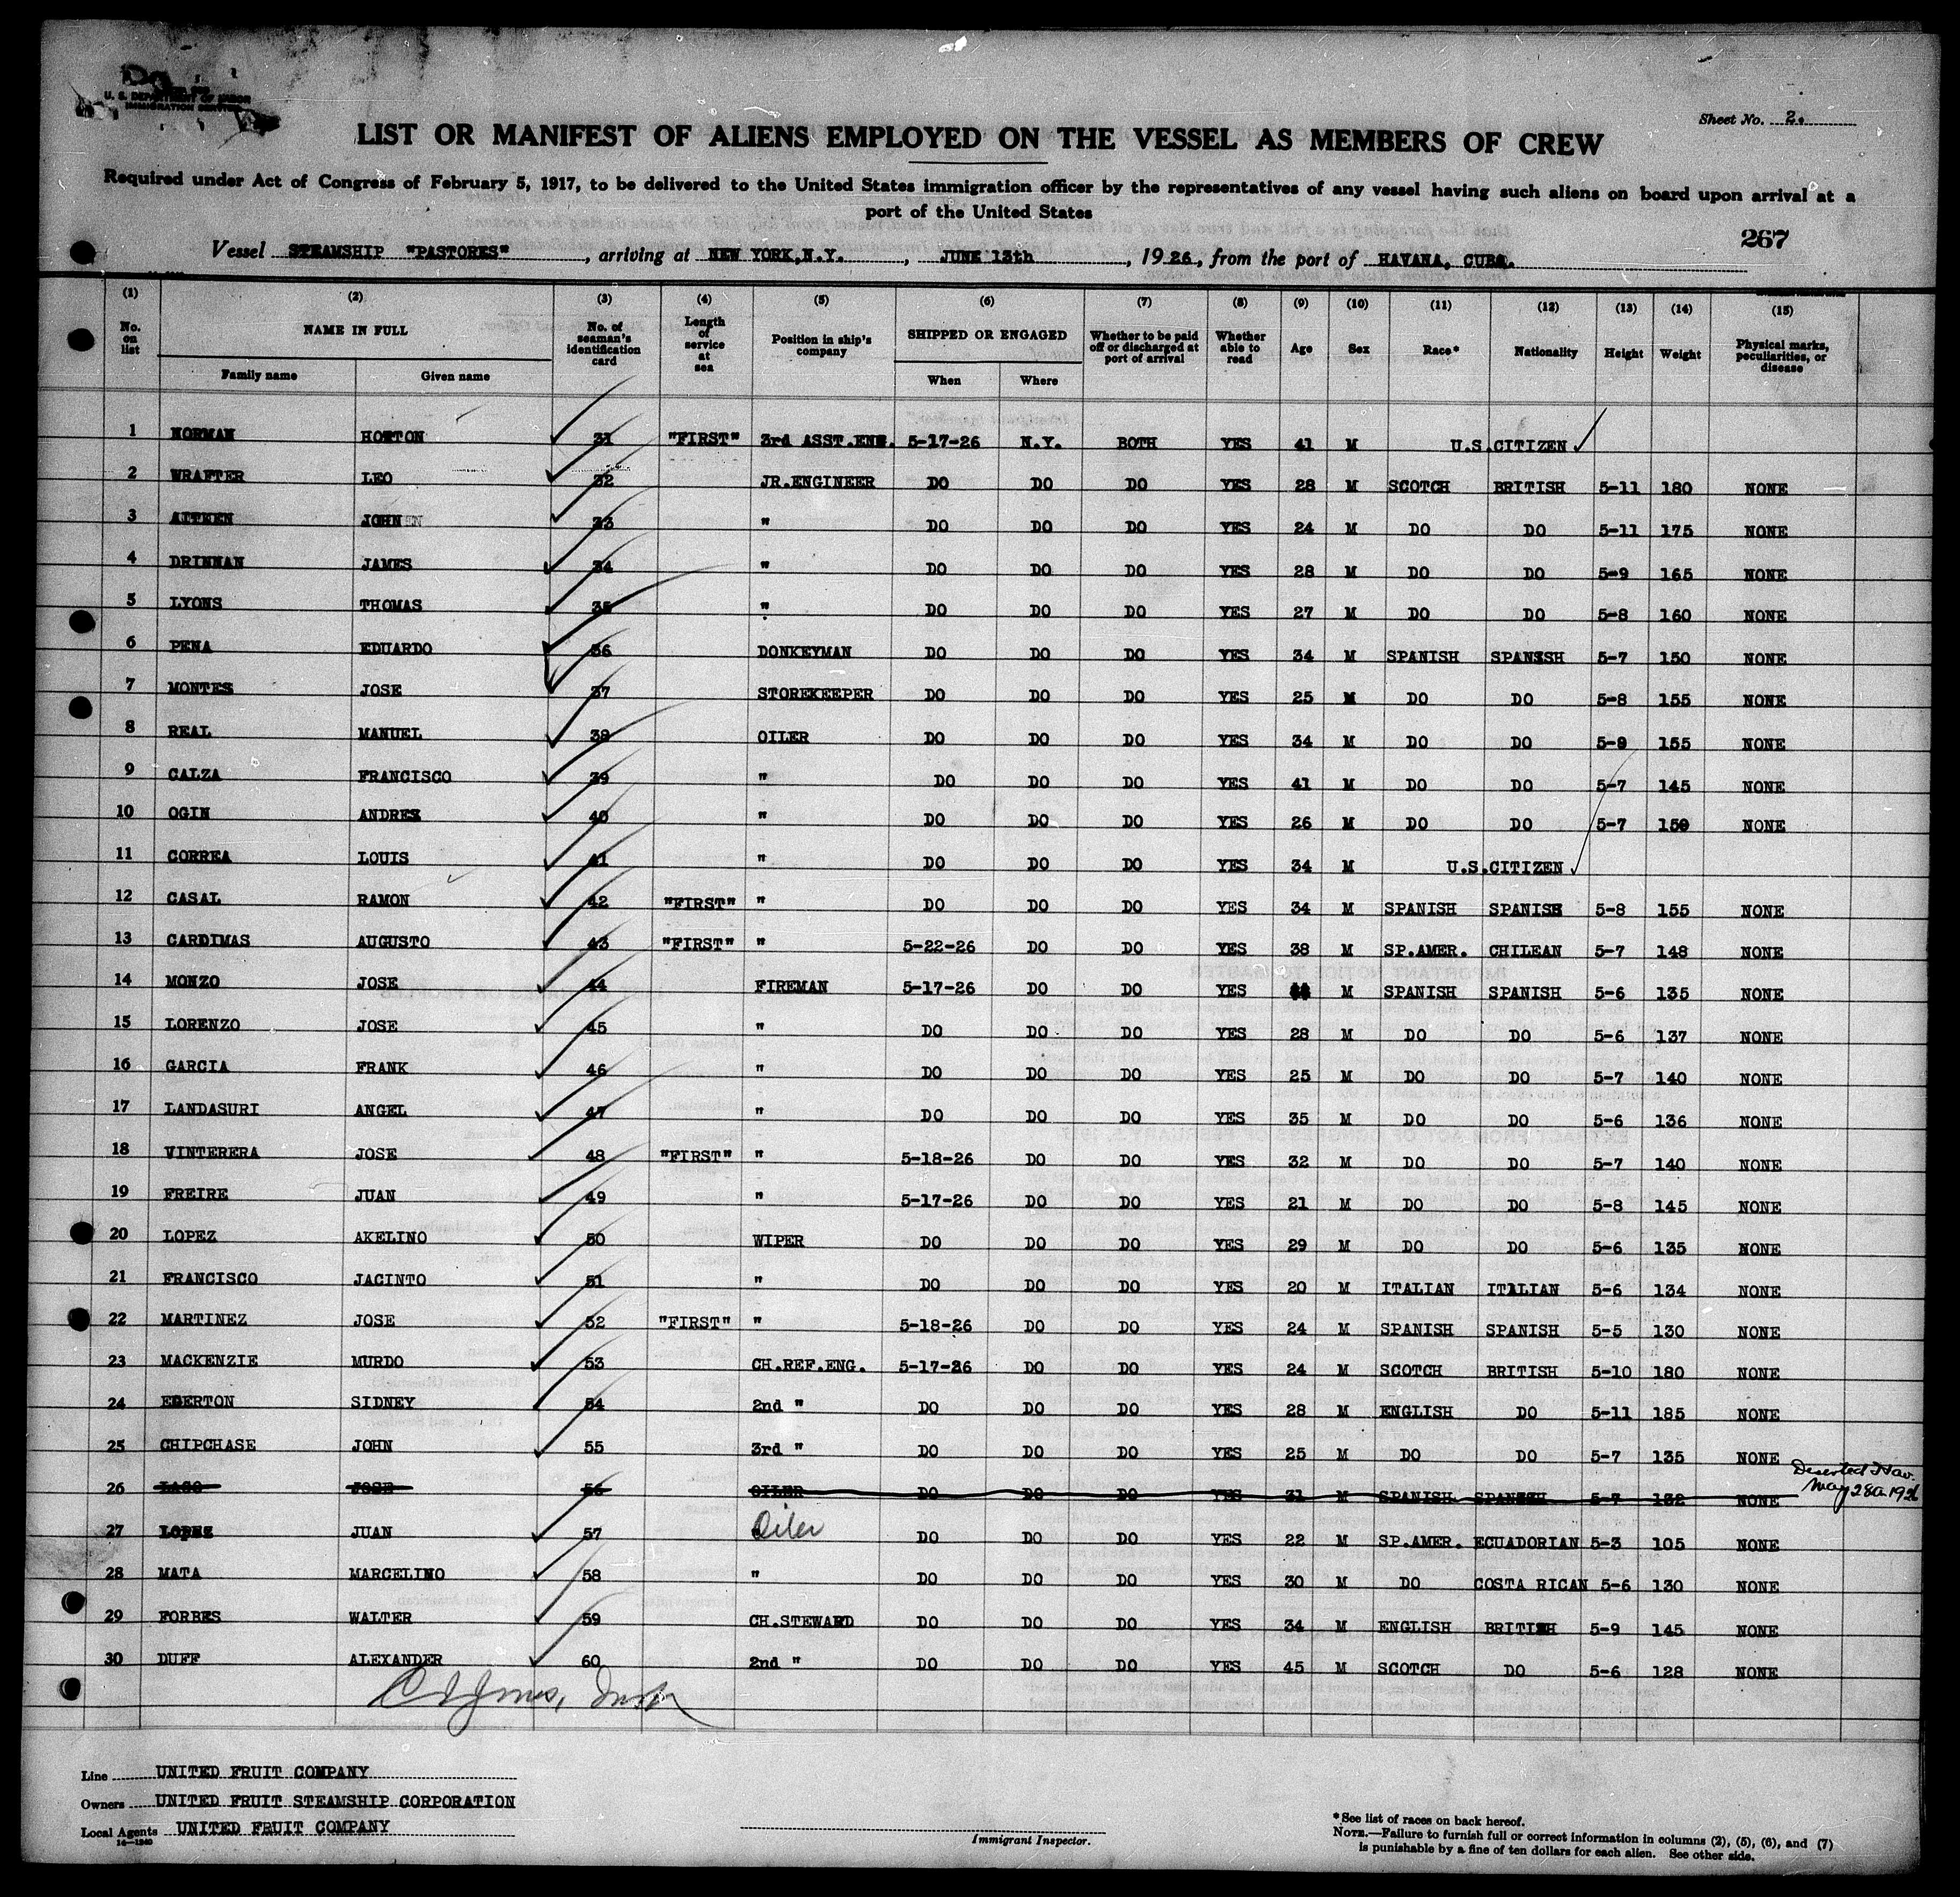 U. S. DEPARTMENT OF LABOR
IMMIGRATION SERVICE
Sheet No. 2.
LIST OR MANIFEST OF ALIENS EMPLOYED ON THE VESSEL AS MEMBERS OF CREW
Required under Act of Congress of February 5, 1917, to be delivered to the United States immigration officer by the representatives of any vessel having such aliens on board upon arrival at a
port of the United States
267
Vessel STEAMSHIP "PASTORES", arriving at NEW YORK, N.Y., JUNE 13th, 1926, from the port of HAVANA, CUBA.
(1) (2) (3) (4) (5) (6) (7) (8) (9) (10) (11) (12) (13) (14) (15)
No. on list NAME IN FULL No. of seaman's identification card Length of service at sea Position in ship's company SHIPPED OR ENGAGED Whether to be paid off or discharged at port of arrival Whether able to read Age Sex Race* Nationality Height Weight Physical marks, peculiarities, or disease
Family name Given name When Where
1 NORMAN HORTON 31 "FIRST" 3rd ASST.ENG. 5-17-26 N.Y. BOTH YES 41 M U.S.CITIZEN
2 WRAFTER LEO 32 JR.ENGINEER DO DO DO YES 28 M SCOTCH BRITISH 5-11 180 NONE
3 AITKEN JOHN 33 " DO DO DO YES 24 M DO DO 5-11 175 NONE
4 DRINNAN JAMES 34 " DO DO DO YES 28 M DO DO 5-9 165 NONE
5 LYONS THOMAS 35 " DO DO DO YES 27 M DO DO 5-8 160 NONE
6 PENA EDUARDO 36 DONKEYMAN DO DO DO YES 34 M SPANISH SPANISH 5-7 150 NONE
7 MONTES JOSE 37 STOREKEEPER DO DO DO YES 25 M DO DO 5-8 155 NONE
8 REAL MANUEL 38 OILER DO DO DO YES 34 M DO DO 5-9 155 NONE
9 CALZA FRANCISCO 39 " DO DO DO YES 41 M DO DO 5-7 145 NONE
10 OGIN ANDRES 40 " DO DO DO YES 26 M DO DO 5-7 150 NONE
11 CORREA LOUIS 41 " DO DO DO YES 34 M U.S.CITIZEN
12 CASAL RAMON 42 "FIRST" " DO DO DO YES 34 M SPANISH SPANISH 5-8 155 NONE
13 CARDIMAS AUGUSTO 43 "FIRST" " 5-22-26 DO DO YES 38 M SP.AMER. CHILEAN 5-7 148 NONE
14 MONZO JOSE 44 FIREMAN 5-17-26 DO DO YES M SPANISH SPANISH 5-6 135 NONE
15 LORENZO JOSE 45 " DO DO DO YES 28 M DO DO 5-6 137 NONE
16 GARCIA FRANK 46 " DO DO DO YES 25 M DO DO 5-7 140 NONE
17 LANDASURI ANGEL 47 " DO DO DO YES 35 M DO DO 5-6 136 NONE
18 VINTERERA JOSE 48 "FIRST" " 5-18-26 DO DO YES 32 M DO DO 5-7 140 NONE
19 FREIRE JUAN 49 " 5-17-26 DO DO YES 21 M DO DO 5-8 145 NONE
20 LOPEZ AKELINO 50 WIPER DO DO DO YES 29 M DO DO 5-6 135 NONE
21 FRANCISCO JACINTO 51 " DO DO DO YES 20 M ITALIAN ITALIAN 5-6 134 NONE
22 MARTINEZ JOSE 52 "FIRST" " 5-18-26 DO DO YES 24 M SPANISH SPANISH 5-5 130 NONE
23 MACKENZIE MURDO 53 CH.REF.ENG. 5-17-26 DO DO YES 24 M SCOTCH BRITISH 5-10 180 NONE
24 EGERTON SIDNEY 54 2nd " DO DO DO YES 28 M ENGLISH DO 5-11 185 NONE
25 CHIPCHASE JOHN 55 3rd " DO DO DO YES 25 M DO DO 5-7 135 NONE
26 LAGO JOSE 56 OILER DO DO DO YES 31 M SPANISH SPANISH 5-7 132 NONE Deserted Hav. May 28th 1926
27 LOPEZ JUAN 57 Oiler DO DO DO YES 22 M SP.AMER. ECUADORIAN 5-3 105 NONE
28 MATA MARCELINO 58 " DO DO DO YES 30 M DO COSTA RICAN 5-6 130 NONE
29 FORBES WALTER 59 CH.STEWARD DO DO DO YES 34 M ENGLISH BRITISH 5-9 145 NONE
30 DUFF ALEXANDER 60 2nd " DO DO DO YES 45 M SCOTCH DO 5-6 128 NONE
Line UNITED FRUIT COMPANY
Owners UNITED FRUIT STEAMSHIP CORPORATION
Local Agents UNITED FRUIT COMPANY
14-1240
Immigrant Inspector.
*See list of races on back hereof.
NOTE.—Failure to furnish full or correct information in columns (2), (5), (6), and (7)
is punishable by a fine of ten dollars for each alien. See other side.